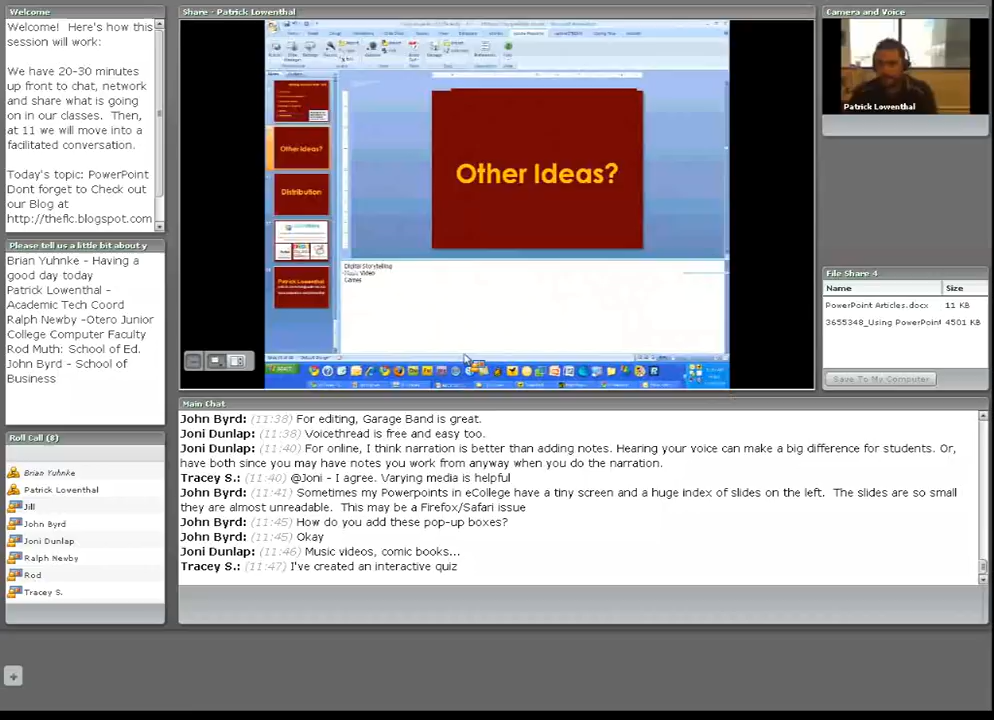 Welcome
Welcome! Here's how this
session will work:
We have 20-30 minutes
up front to chat, network
and share what is going
on in our classes. Then,
at 11 we will move into a
facilitated conversation.
Today's topic: PowerPoint
Dont forget to Check out
our Blog at
http://theflc.blogspot.com
Please tell us a little bit about y
Brian Yuhnke - Having a
good day today
Patrick Lowenthal -
Academic Tech Coord
Ralph Newby -Otero Junior
College Computer Faculty
Rod Muth: School of Ed.
John Byrd - School of
Business
Roll Call (8)
Brian Yuhnke
Patrick Lowenthal
Jill
John Byrd
Joni Dunlap
Ralph Newby
Rod
Tracey S.
Share - Patrick Lowenthal
Other Ideas?
Distribution
Patrick Lowenthal
Other Ideas?
Digital Storytelling
Music Video
Games
Camera and Voice
Patrick Lowenthal
File Share 4
Name Size
PowerPoint Articles.docx 11 KB
3655348_Using PowerPoint 4501 KB
Save To My Computer
Main Chat
John Byrd: (11:38) For editing, Garage Band is great.
Joni Dunlap: (11:38) Voicethread is free and easy too.
Joni Dunlap: (11:40) For online, I think narration is better than adding notes. Hearing your voice can make a big difference for students. Or,
have both since you may have notes you work from anyway when you do the narration.
Tracey S.: (11:40) @Joni - I agree. Varying media is helpful
John Byrd: (11:41) Sometimes my Powerpoints in eCollege have a tiny screen and a huge index of slides on the left. The slides are so small
they are almost unreadable. This may be a Firefox/Safari issue
John Byrd: (11:45) How do you add these pop-up boxes?
John Byrd: (11:45) Okay
Joni Dunlap: (11:46) Music videos, comic books...
Tracey S.: (11:47) I've created an interactive quiz